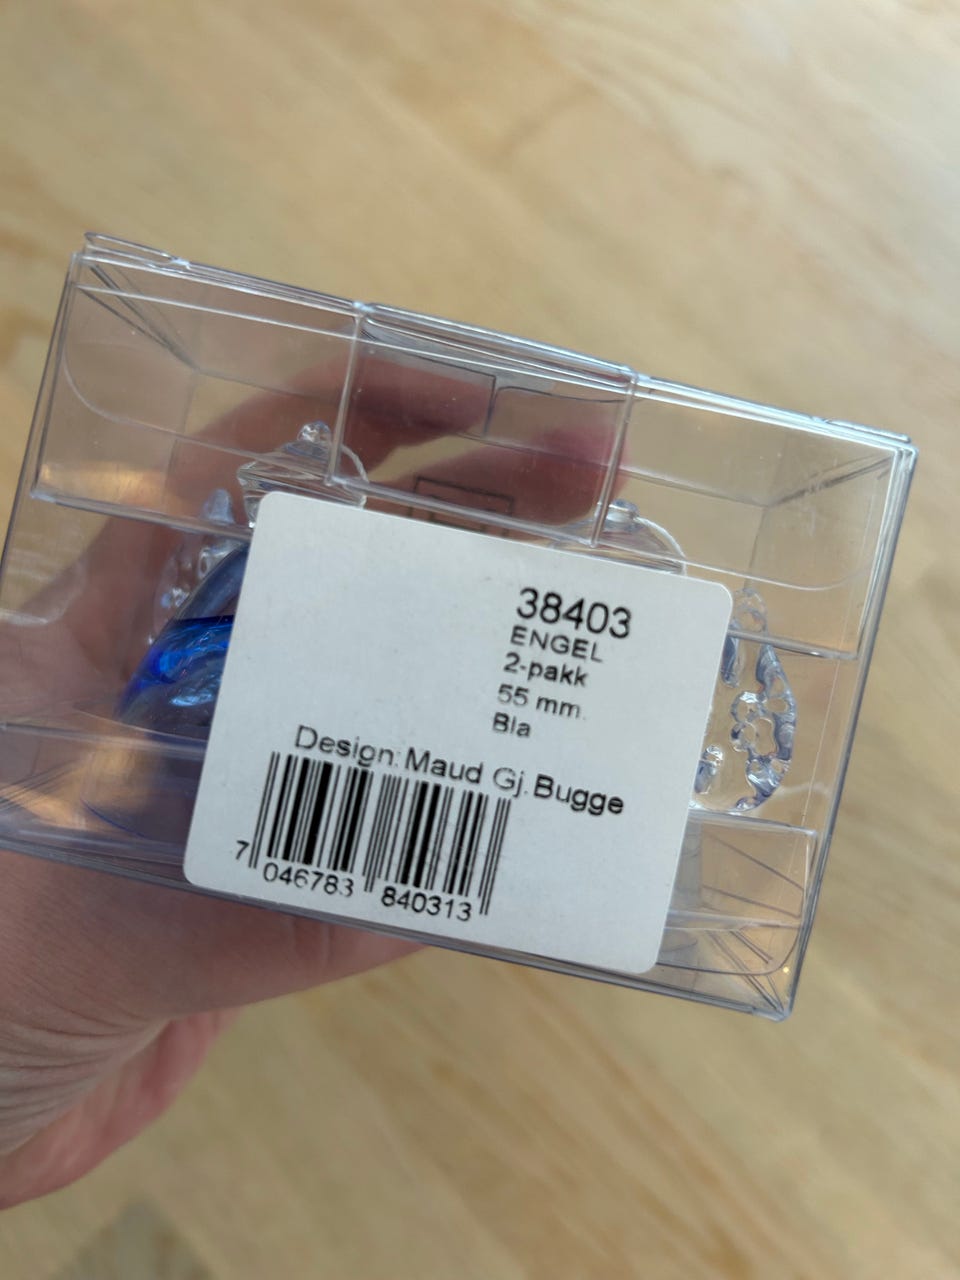 38403
ENGEL
2-pakk
55 mm.
Bla
Design: Maud Gj. Bugge
7 046783 840313